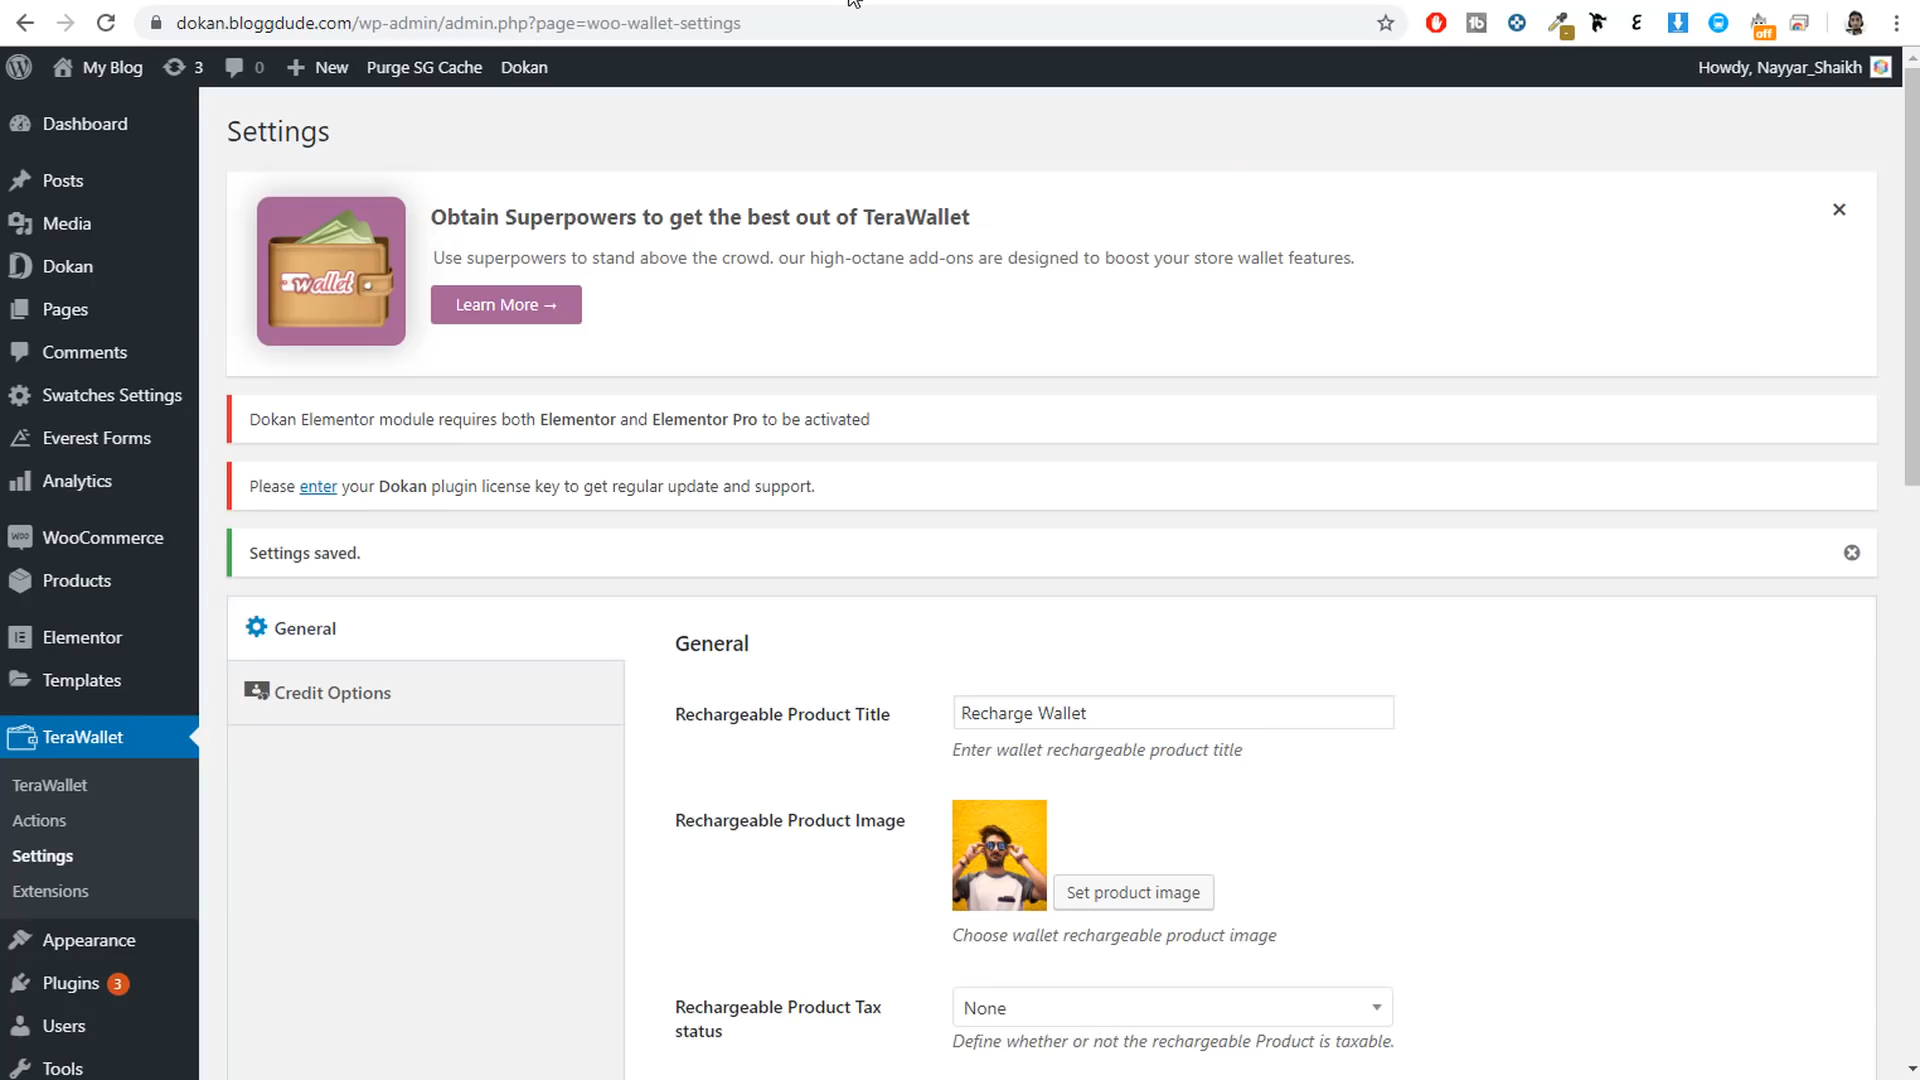 dokan.bloggdude.com/wp-admin/admin.php?page=woo-wallet-settings
off
My Blog 3 0 New Purge SG Cache Dokan Howdy, Nayyar_Shaikh
Dashboard
Posts
Media
Dokan
Pages
Comments
Swatches Settings
Everest Forms
Analytics
WooCommerce
Products
Elementor
Templates
TeraWallet
TeraWallet
Actions
Settings
Extensions
Appearance
Plugins 3
Users
Tools
Settings
wallet
Obtain Superpowers to get the best out of TeraWallet
Use superpowers to stand above the crowd. our high-octane add-ons are designed to boost your store wallet features.
Learn More →
Dokan Elementor module requires both Elementor and Elementor Pro to be activated
Please enter your Dokan plugin license key to get regular update and support.
Settings saved.
General
Credit Options
General
Rechargeable Product Title
Recharge Wallet
Enter wallet rechargeable product title
Rechargeable Product Image
Set product image
Choose wallet rechargeable product image
Rechargeable Product Tax
status
None
Define whether or not the rechargeable Product is taxable.